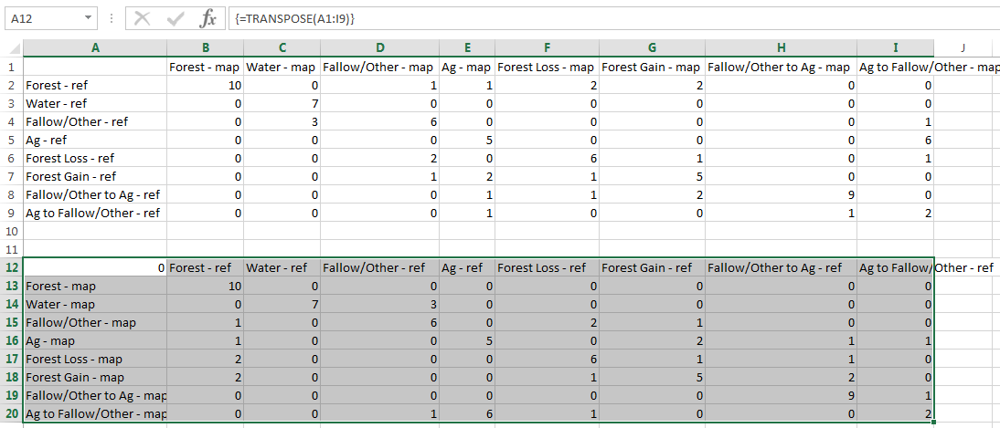 A12 fx {=TRANSPOSE(A1:I9)}
A B C D E F G H I J
1 Forest - map Water - map Fallow/Other - map Ag - map Forest Loss - map Forest Gain - map Fallow/Other to Ag - map Ag to Fallow/Other - map
2 Forest - ref 10 0 1 1 2 2 0 0
3 Water - ref 0 7 0 0 0 0 0 0
4 Fallow/Other - ref 0 3 6 0 0 0 0 1
5 Ag - ref 0 0 0 5 0 0 0 6
6 Forest Loss - ref 0 0 2 0 6 1 0 1
7 Forest Gain - ref 0 0 1 2 1 5 0 0
8 Fallow/Other to Ag - ref 0 0 0 1 1 2 9 0
9 Ag to Fallow/Other - ref 0 0 0 1 0 0 1 2
10
11
12 0 Forest - ref Water - ref Fallow/Other - ref Ag - ref Forest Loss - ref Forest Gain - ref Fallow/Other to Ag - ref Ag to Fallow/Other - ref
13 Forest - map 10 0 0 0 0 0 0 0
14 Water - map 0 7 3 0 0 0 0 0
15 Fallow/Other - map 1 0 6 0 2 1 0 0
16 Ag - map 1 0 0 5 0 2 1 1
17 Forest Loss - map 2 0 0 0 6 1 1 0
18 Forest Gain - map 2 0 0 0 1 5 2 0
19 Fallow/Other to Ag - map 0 0 0 0 0 0 9 1
20 Ag to Fallow/Other - map 0 0 1 6 1 0 0 2